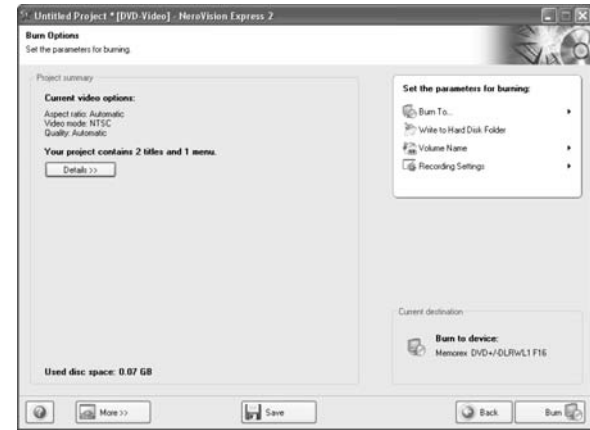 Untitled Project * [DVD-Video] - NeroVision Express 2
Burn Options
Set the parameters for burning.
Project summary
Current video options:
Aspect ratio: Automatic
Video mode: NTSC
Quality: Automatic
Your project contains 2 titles and 1 menu.
Details >>
Used disc space: 0.07 GB
Set the parameters for burning:
Burn To...
Write to Hard Disk Folder
Volume Name
Recording Settings
Current destination
Burn to device:
Memorex DVD+/-DLRWL1 F16
More >>
Save
Back
Burn